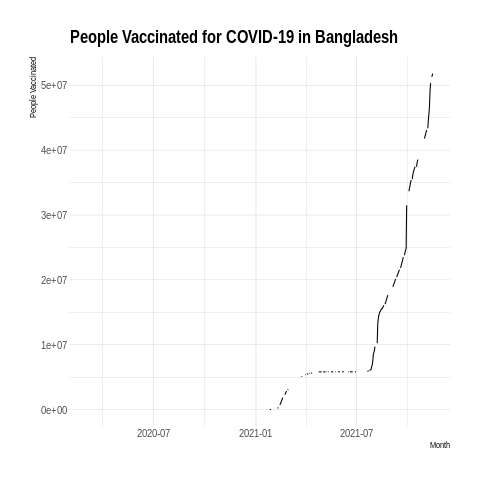 People Vaccinated for COVID-19 in Bangladesh
People Vaccinated
5e+07
4e+07
3e+07
2e+07
1e+07
0e+00
2020-07
2021-01
2021-07
Month